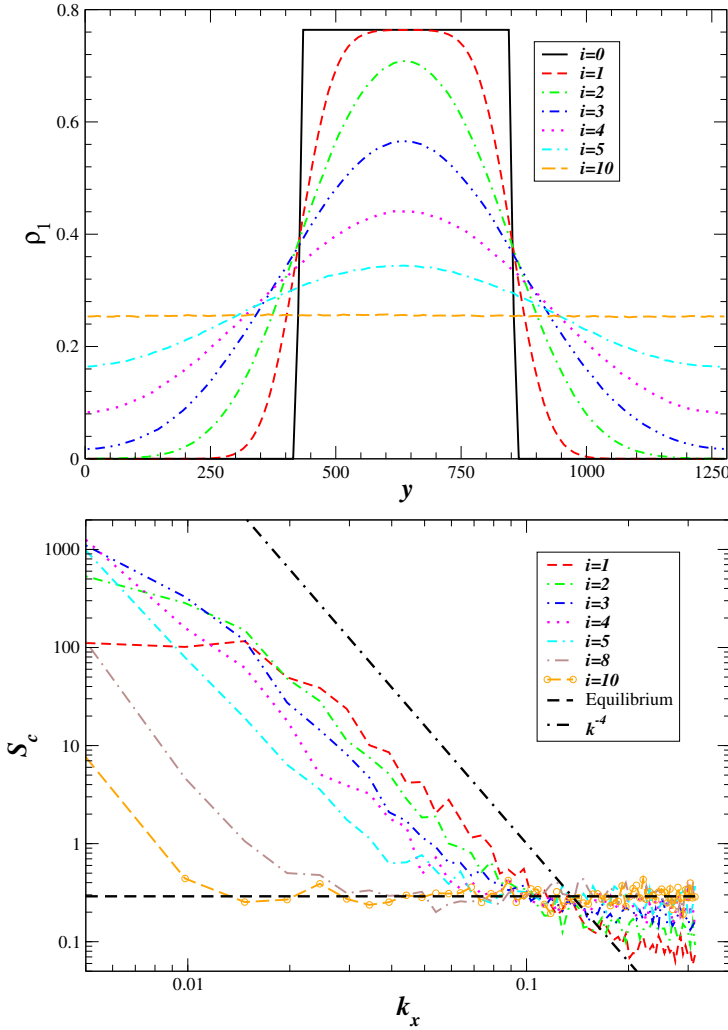 0.8
0.6
0.4
0.2
0
ρ1
i=0
i=1
i=2
i=3
i=4
i=5
i=10
0 250 500 750 1000 1250
y
1000
100
10
1
0.1
Sc
i=1
i=2
i=3
i=4
i=5
i=8
i=10
Equilibrium
k-4
0.01 0.1
kx